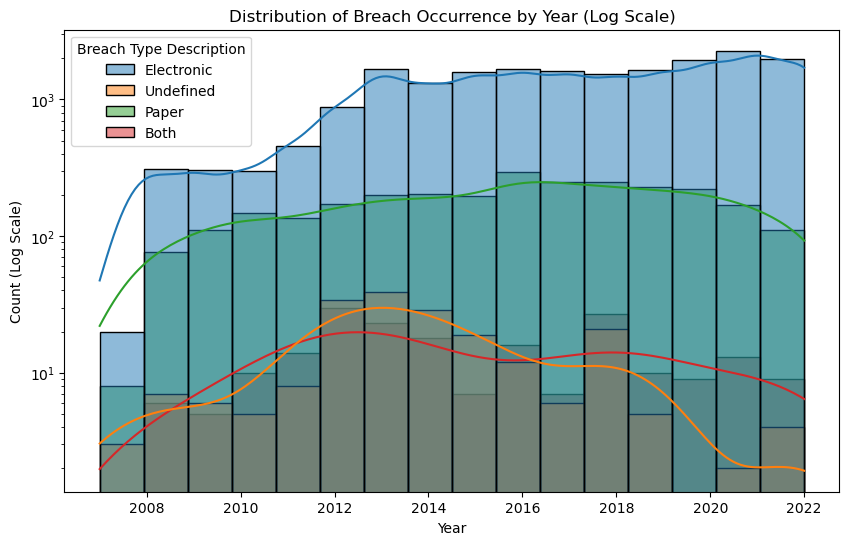 Distribution of Breach Occurrence by Year (Log Scale)
Breach Type Description
Electronic
Undefined
Paper
Both
Count (Log Scale)
10³
10²
10¹
2008 2010 2012 2014 2016 2018 2020 2022
Year